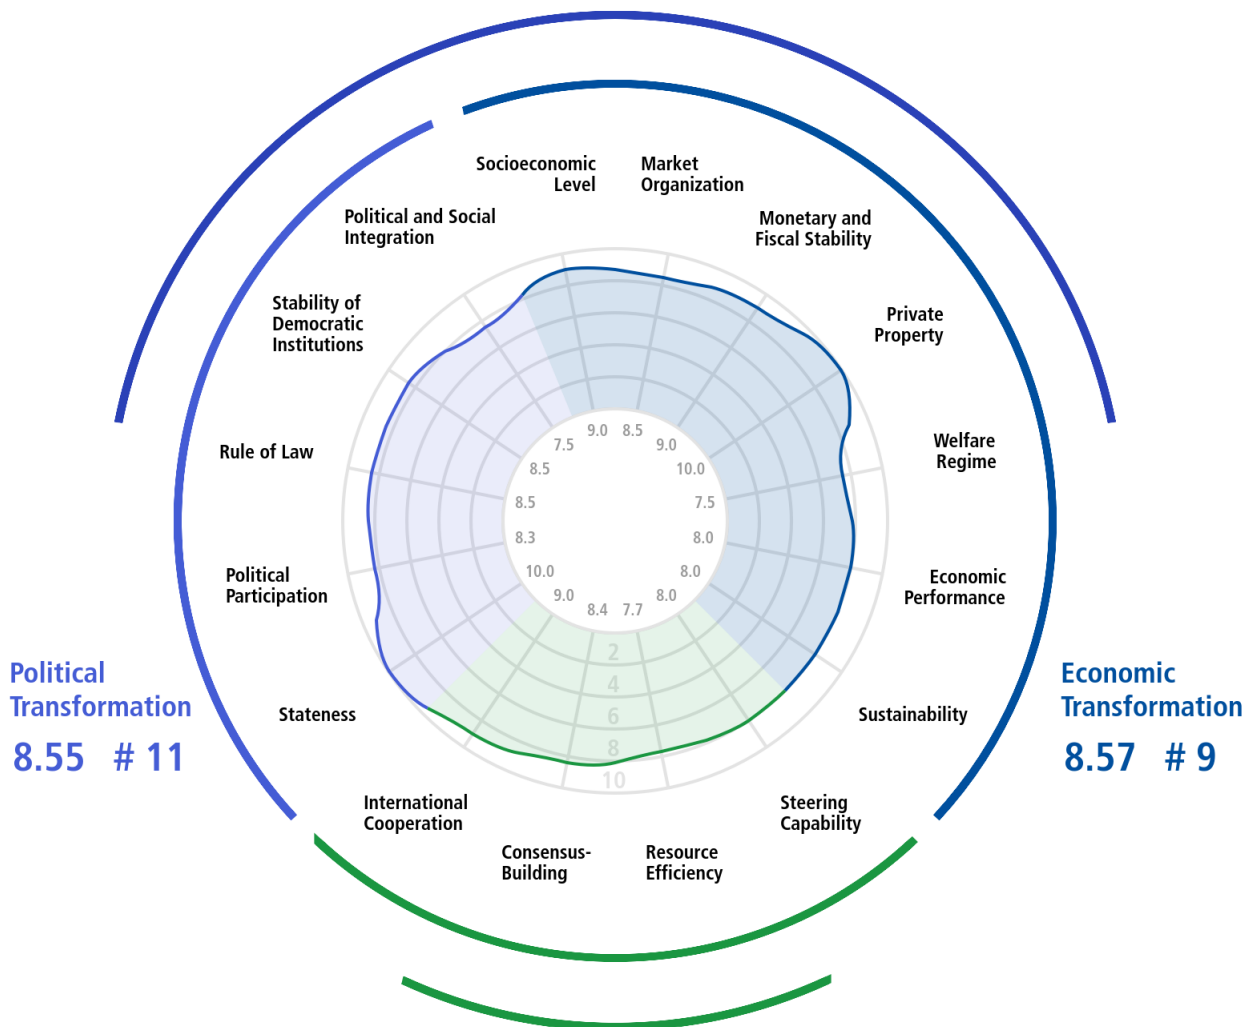 Socioeconomic
Level
Market
Organization
Political and Social
Integration
Monetary and
Fiscal Stability
Stability of
Democratic
Institutions
Private
Property
Rule of Law
Welfare
Regime
Political
Participation
Economic
Performance
Stateness
Sustainability
International
Cooperation
Steering
Capability
Consensus-
Building
Resource
Efficiency
9.0
8.5
7.5
9.0
8.5
10.0
8.5
7.5
8.3
8.0
10.0
8.0
9.0
8.0
8.4
7.7
2
4
6
8
10
Political
Transformation
8.55 # 11
Economic
Transformation
8.57 # 9